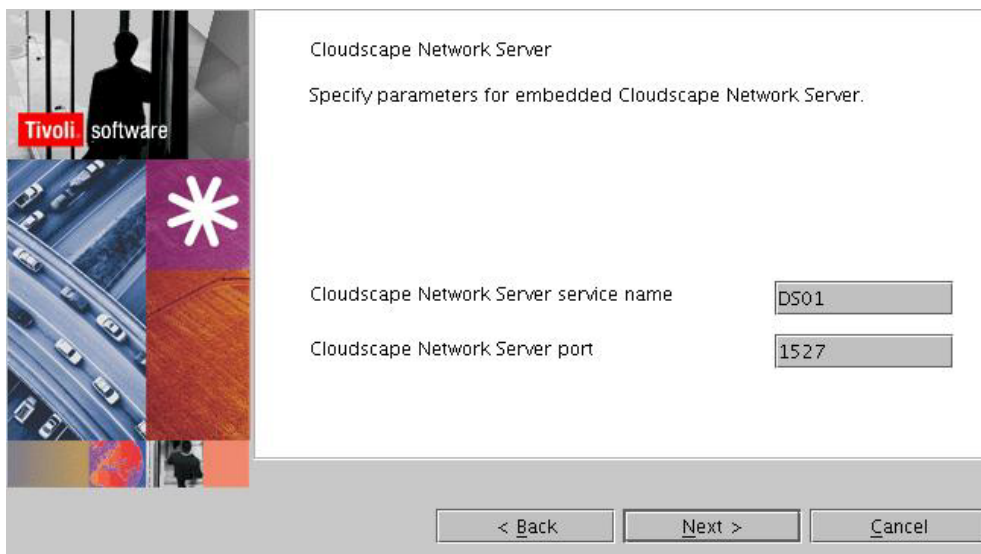 Cloudscape Network Server
Specify parameters for embedded Cloudscape Network Server.
Tivoli. software
Cloudscape Network Server service name
DS01
Cloudscape Network Server port
1527
< Back
Next >
Cancel